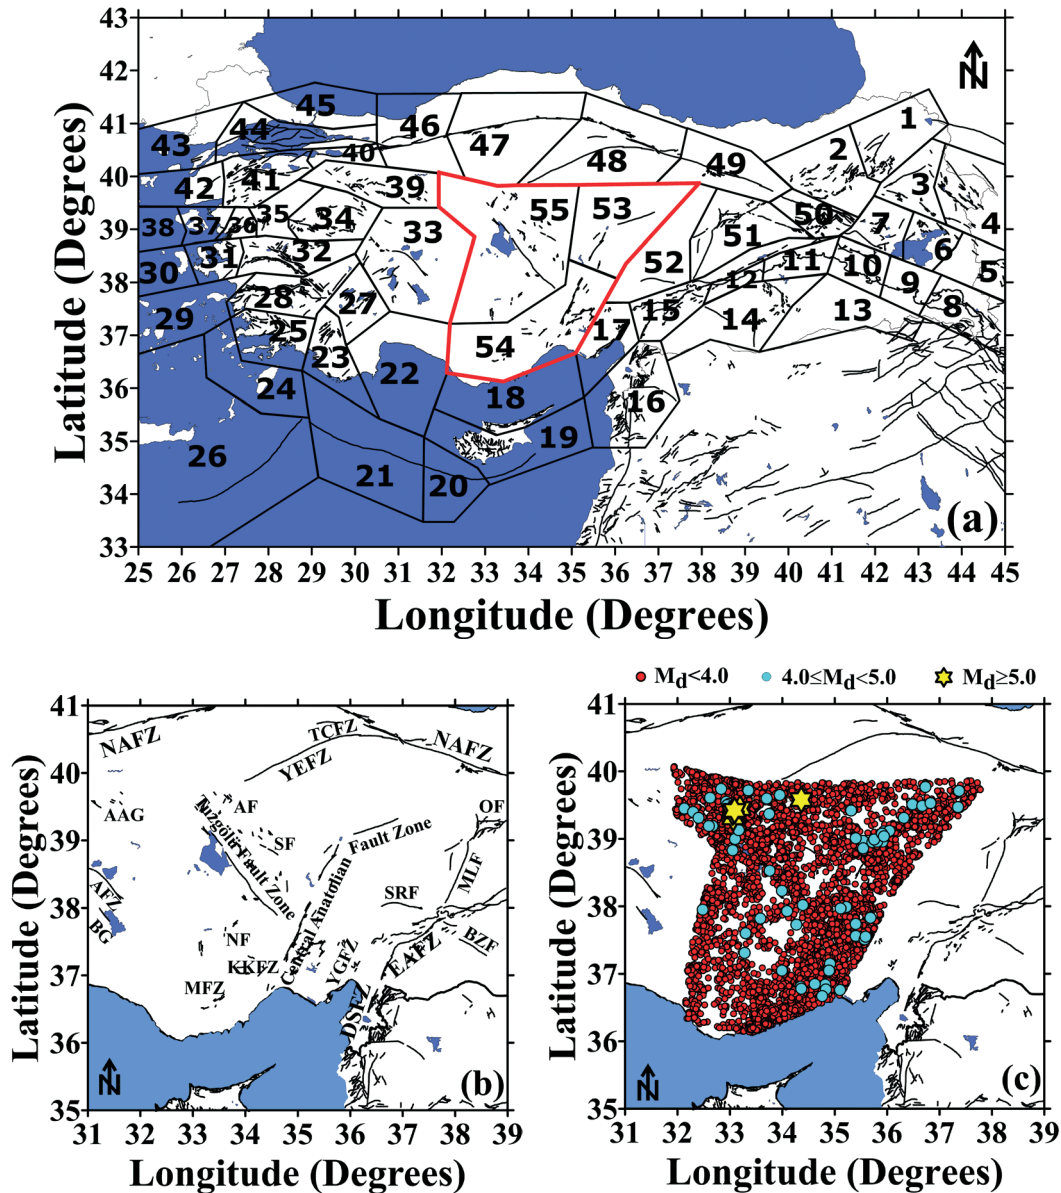 43
42
41
40
39
38
37
36
35
34
33
Latitude (Degrees)
N
45
44
46
1
43
40
47
48
49
2
42
41
39
3
38
37
36
35
34
33
55
53
50
7
4
30
31
32
51
52
6
5
29
28
27
12
11
10
9
25
23
15
14
13
8
24
22
54
17
18
16
26
21
20
19
(a)
25 26 27 28 29 30 31 32 33 34 35 36 37 38 39 40 41 42 43 44 45
Longitude (Degrees)
Md<4.0 4.0≤Md<5.0 Md≥5.0
41
40
39
38
37
36
35
Latitude (Degrees)
NAFZ
TCFZ
YEFZ
NAFZ
AAG
AF
OF
SF
Tuzgölü Fault Zone
Central Anatolian Fault Zone
AFZ
BG
SRF
MLF
NF
KKFZ
MFZ
YGFZ
EAFZ
BZF
DSFZ
N
(b)
31 32 33 34 35 36 37 38 39
Longitude (Degrees)
41
40
39
38
37
36
35
Latitude (Degrees)
N
(c)
31 32 33 34 35 36 37 38 39
Longitude (Degrees)